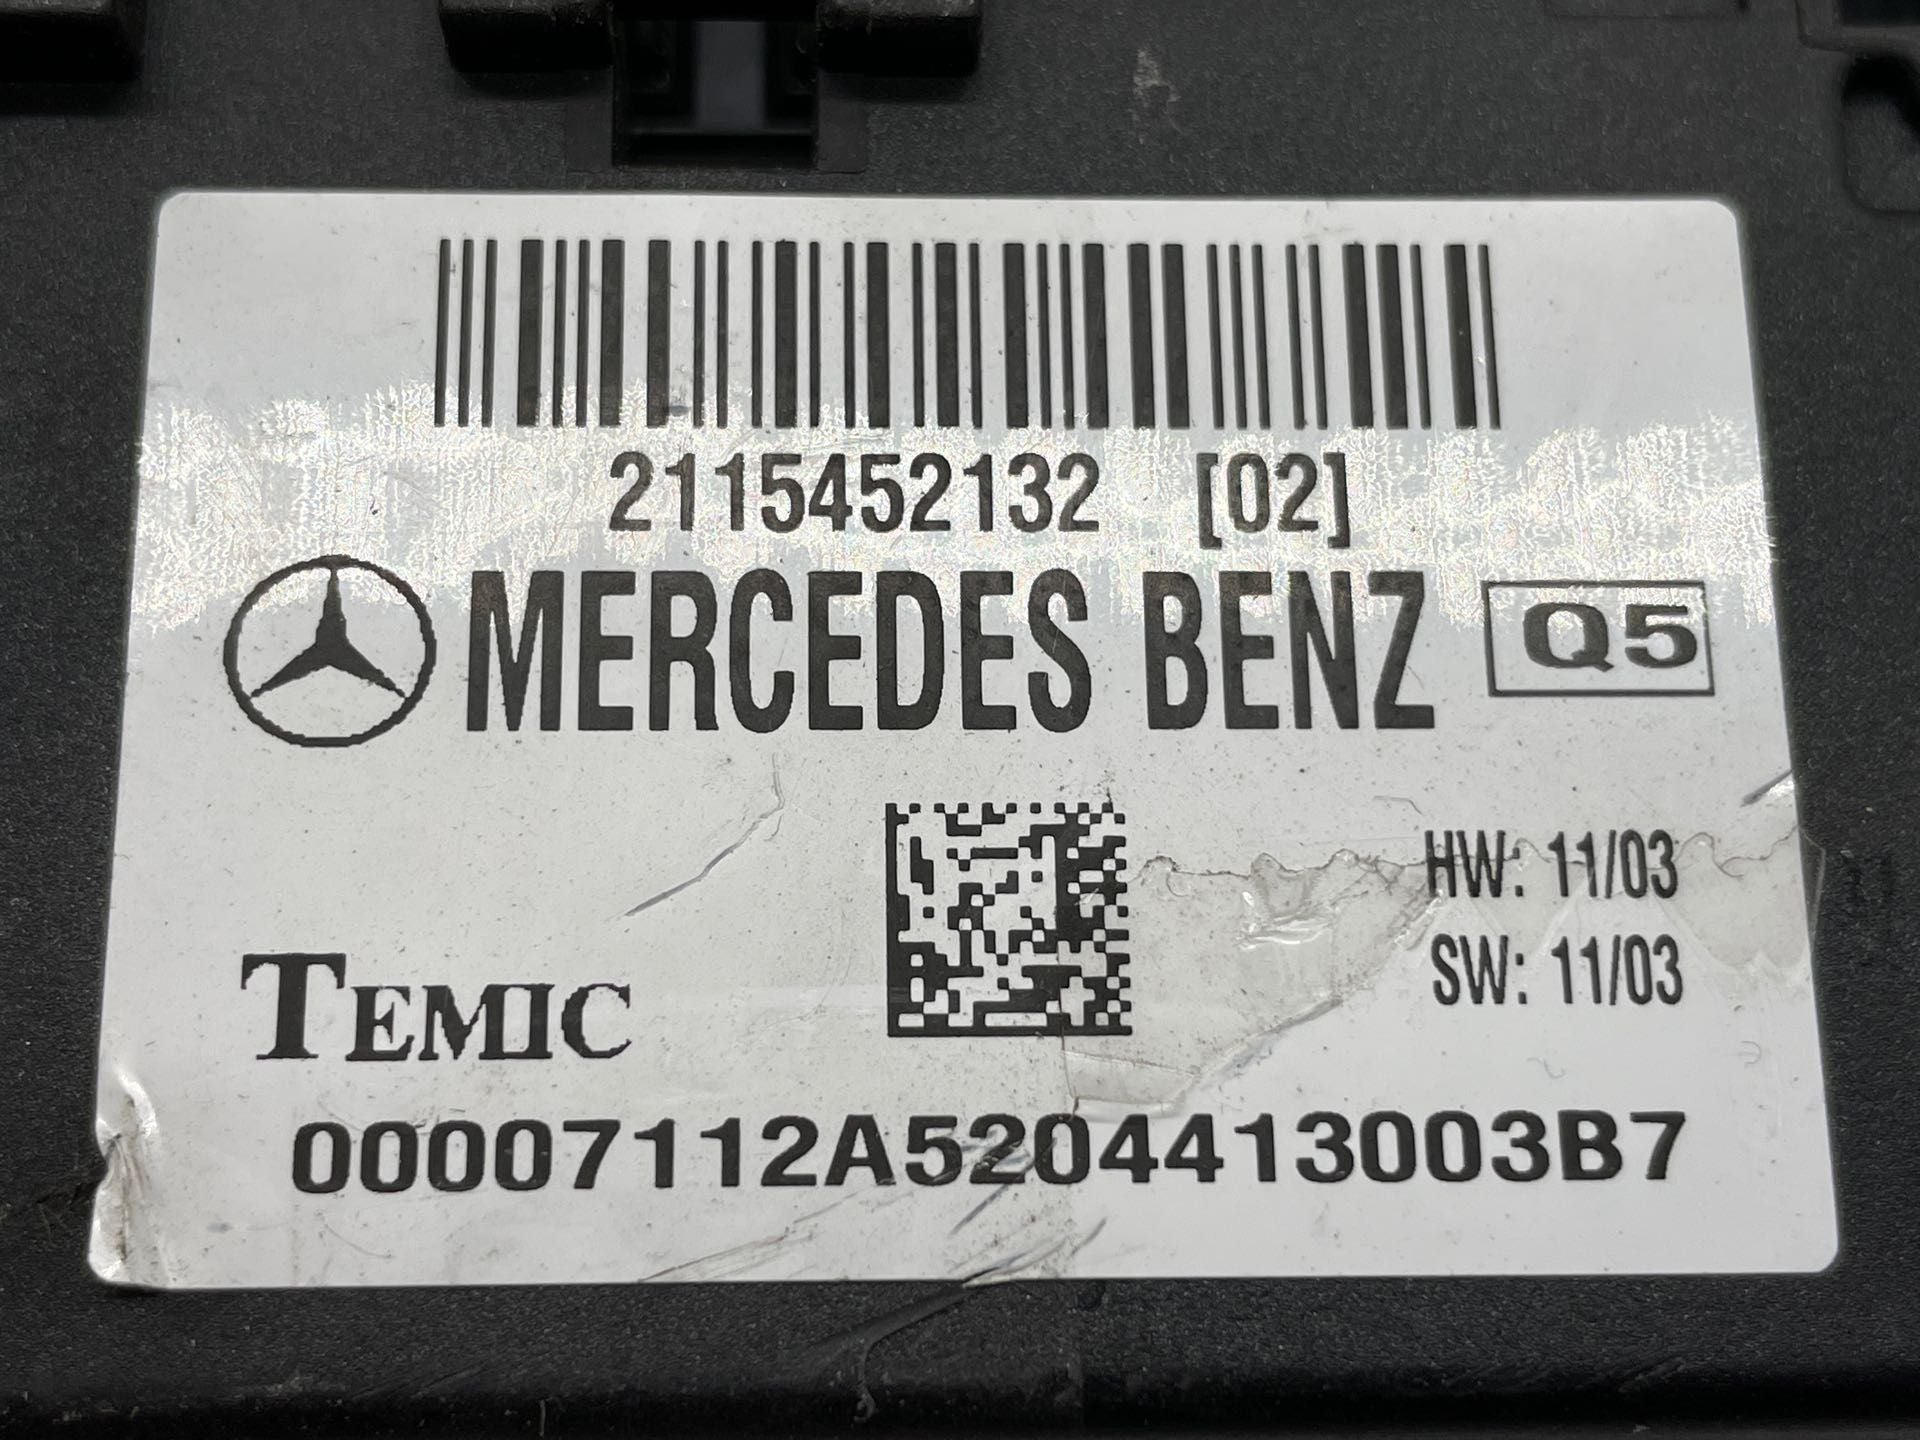 2115452132 [02]
MERCEDES BENZ Q5
HW: 11/03
SW: 11/03
TEMIC
00007112A5204413003B7